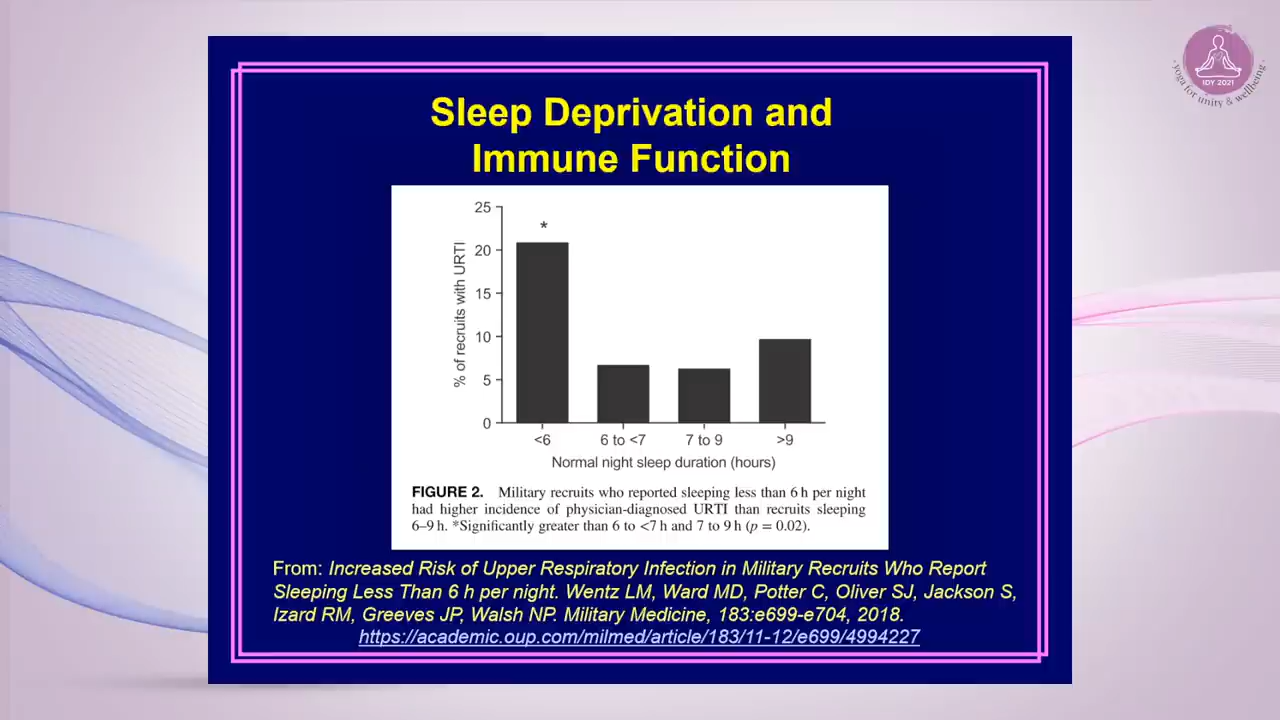 Sleep Deprivation and
Immune Function
25
20
15
10
5
0
% of recruits with URTI
*
<6
6 to <7
7 to 9
>9
Normal night sleep duration (hours)
FIGURE 2. Military recruits who reported sleeping less than 6 h per night
had higher incidence of physician-diagnosed URTI than recruits sleeping
6–9 h. *Significantly greater than 6 to <7 h and 7 to 9 h (p = 0.02).
From: Increased Risk of Upper Respiratory Infection in Military Recruits Who Report
Sleeping Less Than 6 h per night. Wentz LM, Ward MD, Potter C, Oliver SJ, Jackson S,
Izard RM, Greeves JP, Walsh NP. Military Medicine, 183:e699-e704, 2018.
https://academic.oup.com/milmed/article/183/11-12/e699/4994227
IDY 2021
· yoga for unity & wellbeing ·